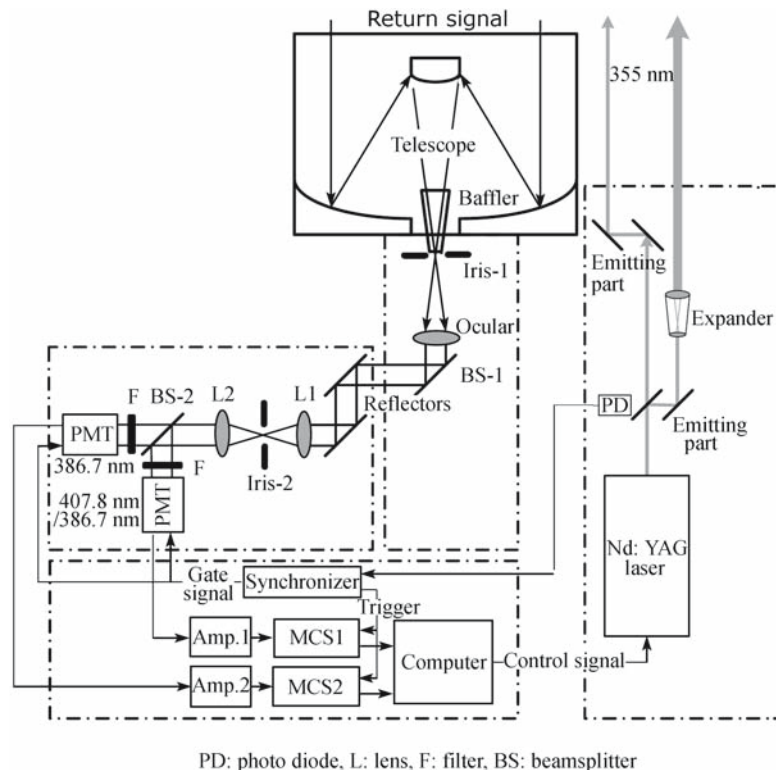 Return signal
355 nm
Telescope
Baffler
Iris-1
Emitting
part
Ocular
Expander
BS-1
BS-2
L2
L1
F
Reflectors
PD
PMT
Emitting
part
386.7 nm
F
Iris-2
407.8 nm
/386.7 nm
PMT
Nd: YAG
laser
Gate
signal
Synchronizer
Trigger
Amp.1
MCS1
Computer
Control signal
Amp.2
MCS2
PD: photo diode, L: lens, F: filter, BS: beamsplitter